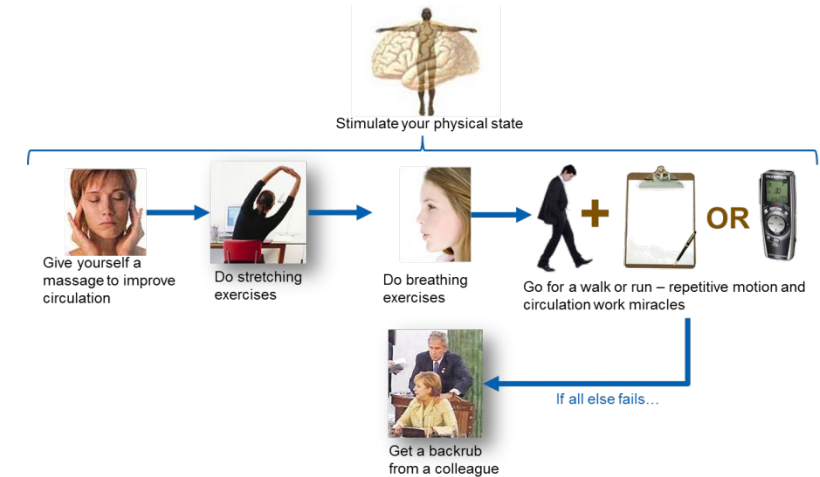 Stimulate your physical state
Give yourself a
massage to improve
circulation
Do stretching
exercises
Do breathing
exercises
+
OR
Go for a walk or run – repetitive motion and
circulation work miracles
If all else fails…
Get a backrub
from a colleague